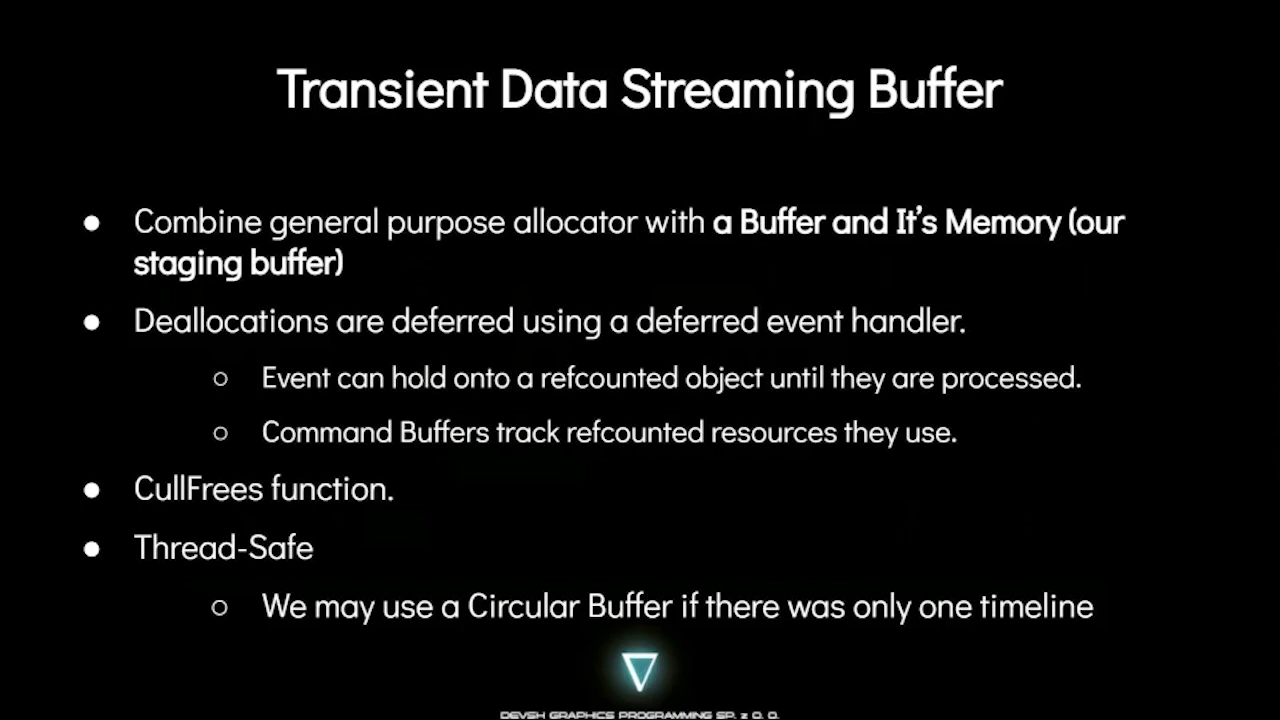 Transient Data Streaming Buffer
● Combine general purpose allocator with a Buffer and It’s Memory (our
staging buffer)
● Deallocations are deferred using a deferred event handler.
○ Event can hold onto a refcounted object until they are processed.
○ Command Buffers track refcounted resources they use.
● CullFrees function.
● Thread-Safe
○ We may use a Circular Buffer if there was only one timeline
DEVSH GRAPHICS PROGRAMMING SP. z O. O.